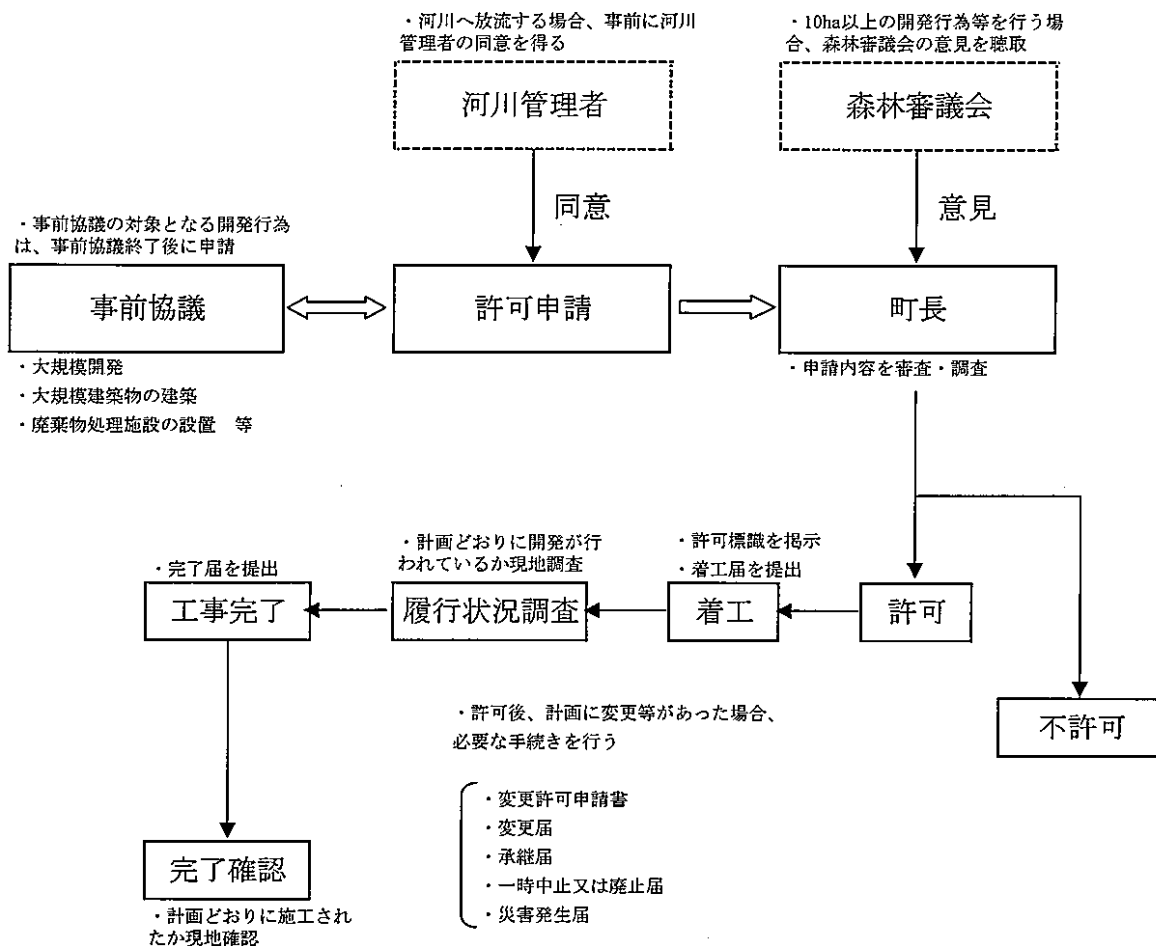 ・河川へ放流する場合、事前に河川
管理者の同意を得る
・10ha以上の開発行為等を行う場
合、森林審議会の意見を聴取
河川管理者
森林審議会
同意
意見
・事前協議の対象となる開発行為
は、事前協議終了後に申請
事前協議
許可申請
町長
・大規模開発
・大規模建築物の建築
・廃棄物処理施設の設置　等
・申請内容を審査・調査
・完了届を提出
・計画どおりに開発が行
われているか現地調査
・許可標識を掲示
・着工届を提出
工事完了
履行状況調査
着工
許可
不許可
・許可後、計画に変更等があった場合、
必要な手続きを行う
・変更許可申請書
・変更届
・承継届
・一時中止又は廃止届
・災害発生届
完了確認
・計画どおりに施工され
たか現地確認